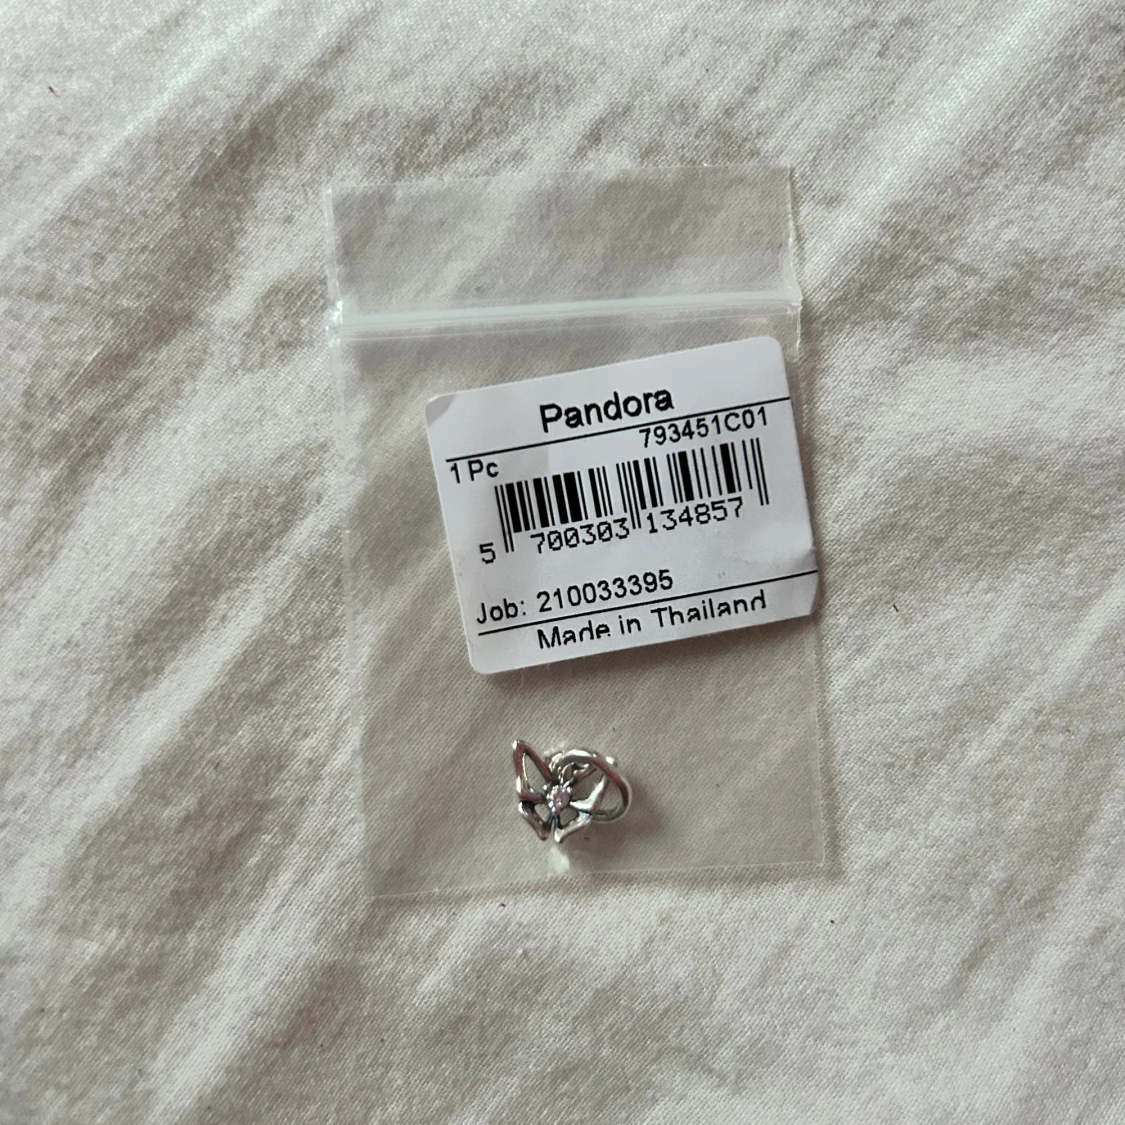 Pandora
793451C01
1 Pc
5 700303 134857
Job: 210033395
Made in Thailand